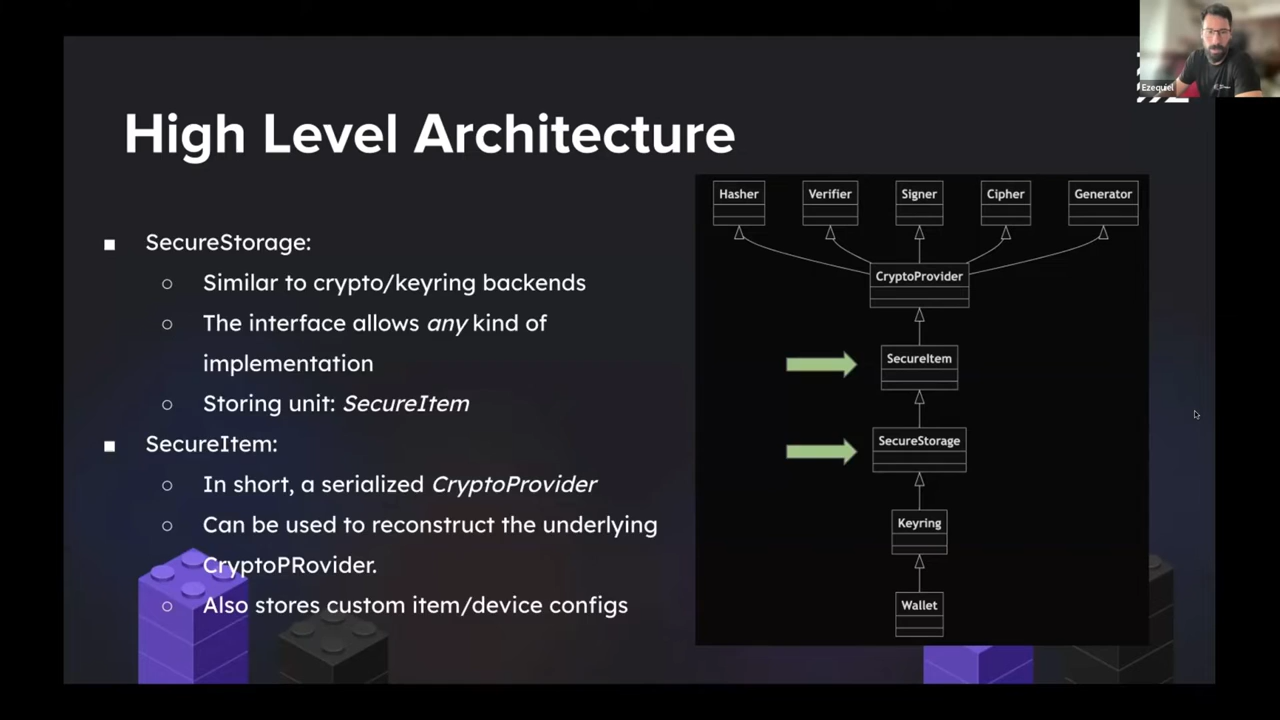 Ezequiel
High Level Architecture
■ SecureStorage:
○ Similar to crypto/keyring backends
○ The interface allows any kind of
implementation
○ Storing unit: SecureItem
■ SecureItem:
○ In short, a serialized CryptoProvider
○ Can be used to reconstruct the underlying
CryptoPRovider.
○ Also stores custom item/device configs
Hasher Verifier Signer Cipher Generator
CryptoProvider
SecureItem
SecureStorage
Keyring
Wallet